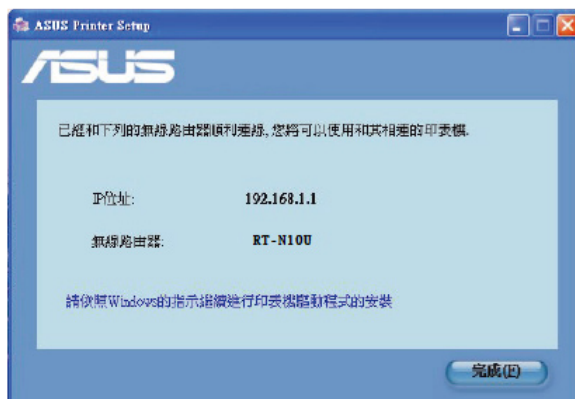 ASUS Printer Setup
ASUS
已經和下列的無線路由器順利連線, 您將可以使用和其相連的印表機.
IP位址: 192.168.1.1
無線路由器: RT-N10U
請依照Windows的指示繼續進行印表機驅動程式的安裝
完成(F)